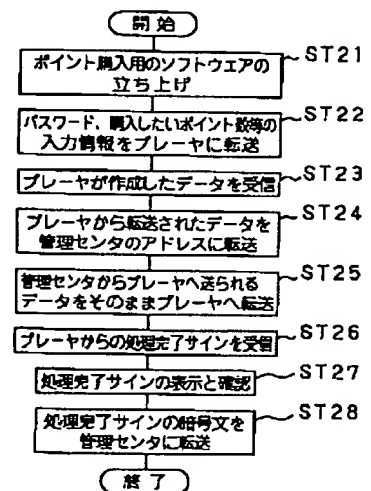 開始
ポイント購入用のソフトウェアの
立ち上げ
ST21
パスワード、購入したいポイント数等の
入力情報をプレーヤに転送
ST22
プレーヤが作成したデータを受信
ST23
プレーヤから転送されたデータを
管理センタのアドレスに転送
ST24
管理センタからプレーヤへ送られる
データをそのままプレーヤへ転送
ST25
プレーヤからの処理完了サインを受信
ST26
処理完了サインの表示と確認
ST27
処理完了サインの暗号文を
管理センタに転送
ST28
終了